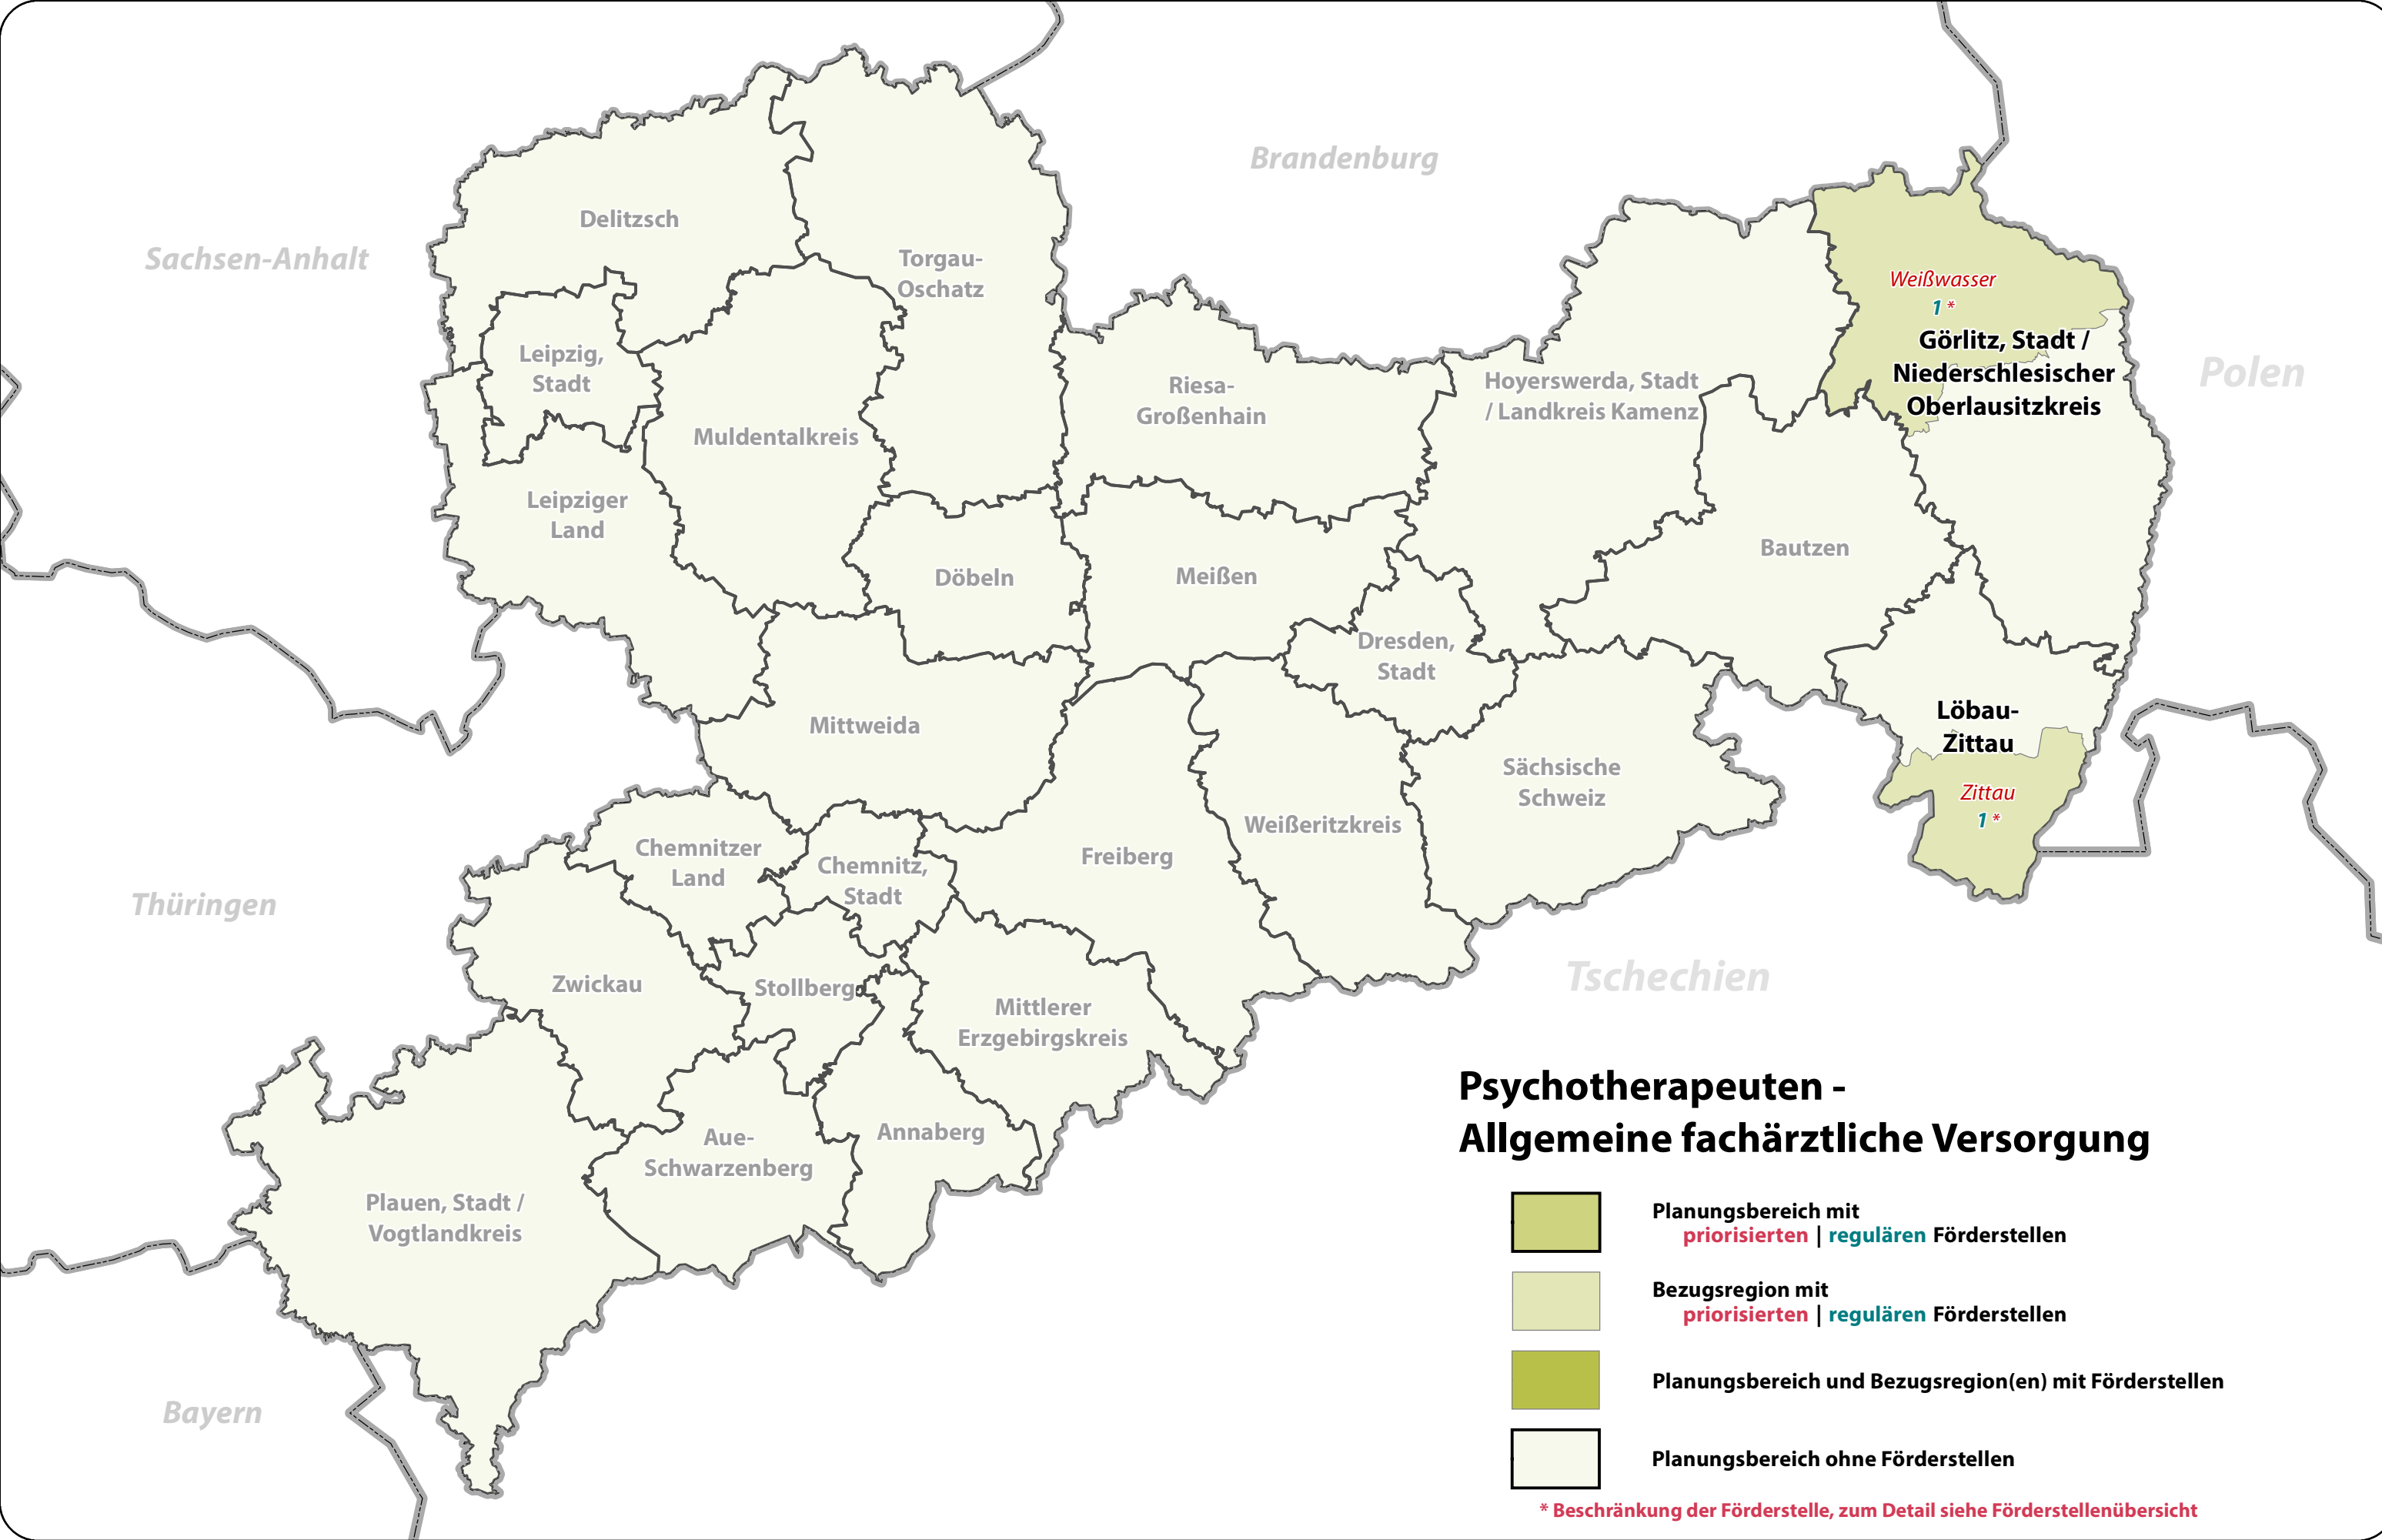 Brandenburg
Sachsen-Anhalt
Delitzsch
Torgau-
Oschatz
Weißwasser
1 *
Görlitz, Stadt /
Niederschlesischer
Oberlausitzkreis
Polen
Leipzig,
Stadt
Riesa-
Großenhain
Hoyerswerda, Stadt
/ Landkreis Kamenz
Muldentalkreis
Leipziger
Land
Döbeln
Meißen
Bautzen
Dresden,
Stadt
Löbau-
Zittau
Zittau
1 *
Mittweida
Sächsische
Schweiz
Weißeritzkreis
Freiberg
Chemnitzer
Land
Chemnitz,
Stadt
Thüringen
Zwickau
Stollberg
Mittlerer
Erzgebirgskreis
Tschechien
Annaberg
Aue-
Schwarzenberg
Plauen, Stadt /
Vogtlandkreis
Bayern
Psychotherapeuten -
Allgemeine fachärztliche Versorgung
Planungsbereich mit
priorisierten | regulären Förderstellen
Bezugsregion mit
priorisierten | regulären Förderstellen
Planungsbereich und Bezugsregion(en) mit Förderstellen
Planungsbereich ohne Förderstellen
* Beschränkung der Förderstelle, zum Detail siehe Förderstellenübersicht